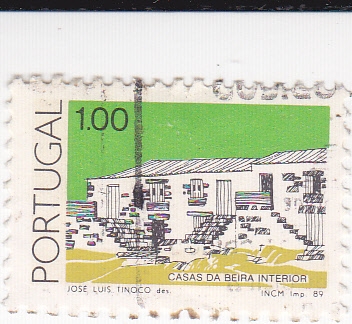 PORTUGAL
1.00
CASAS DA BEIRA INTERIOR
JOSÉ LUIS TINOCO des. INCM Imp. 89